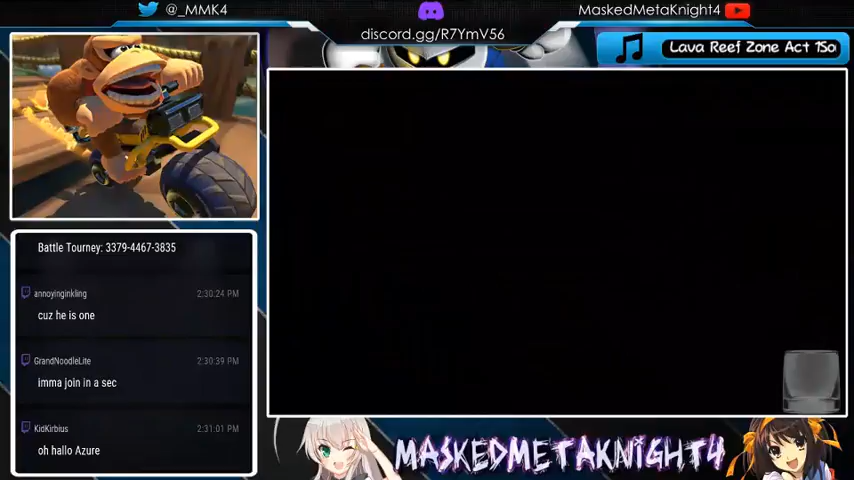 @_MMK4
discord.gg/R7YmV56
MaskedMetaKnight4
Lava Reef Zone Act 1So
Battle Tourney: 3379-4467-3835
annoyinginkling 2:30:24 PM
cuz he is one
GrandNoodleLite 2:30:39 PM
imma join in a sec
KidKirbius 2:31:01 PM
oh hallo Azure
MASKEDMETAKNIGHT4